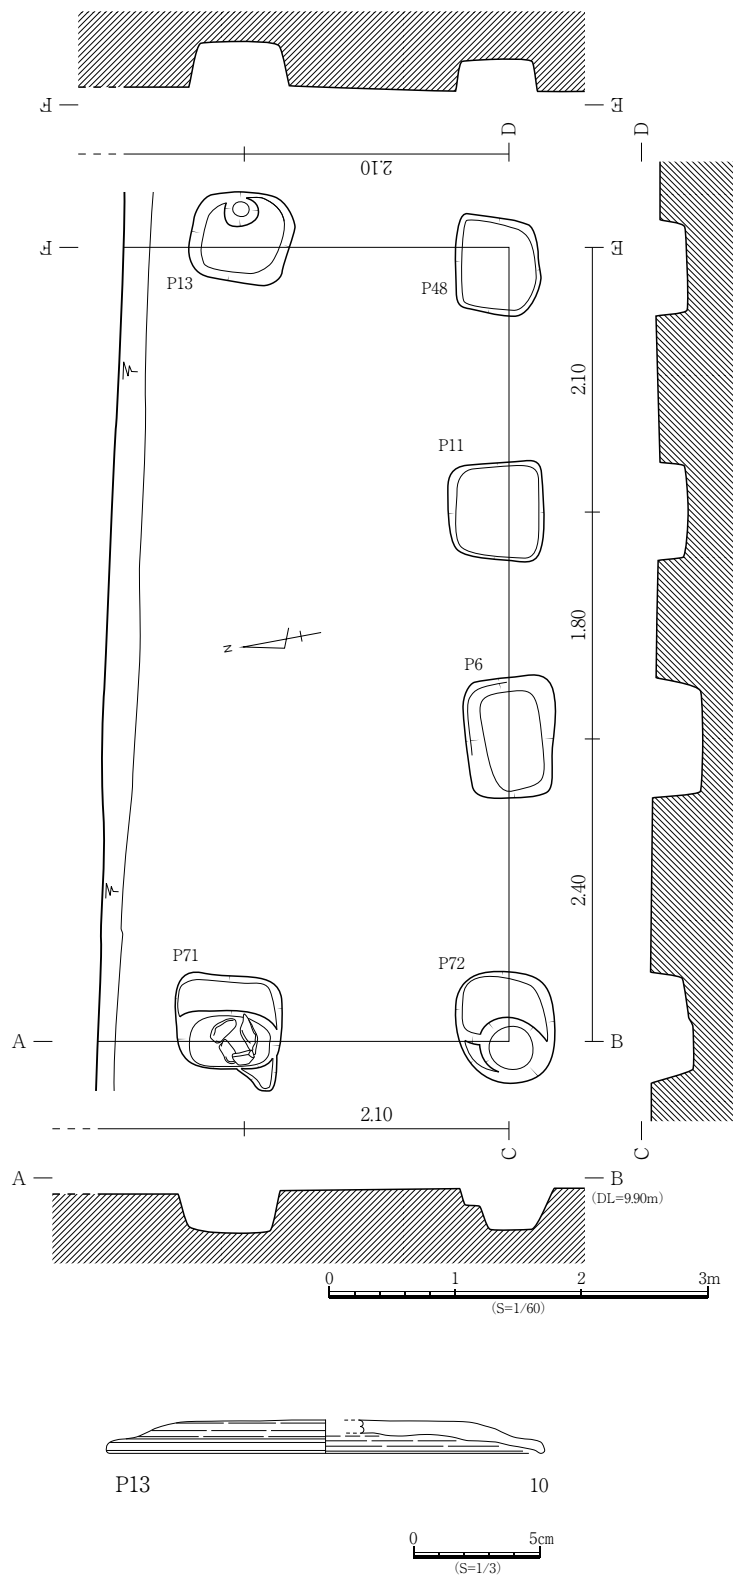 F
E
D
D
2.10
F
E
P13
P48
2.10
P11
1.80
N
P6
2.40
P71
P72
A
B
2.10
C
C
A
B
(DL=9.90m)
0 1 2 3m
(S=1/60)
P13
10
0 5cm
(S=1/3)